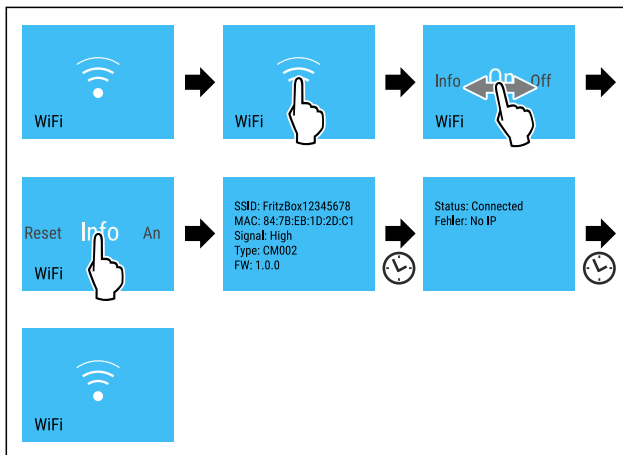 WiFi
WiFi
Info On Off
WiFi
Reset Info An
WiFi
SSID: FritzBox12345678
MAC: 84:7B:EB:1D:2D:C1
Signal: High
Type: CM002
FW: 1.0.0
Status: Connected
Fehler: No IP
WiFi